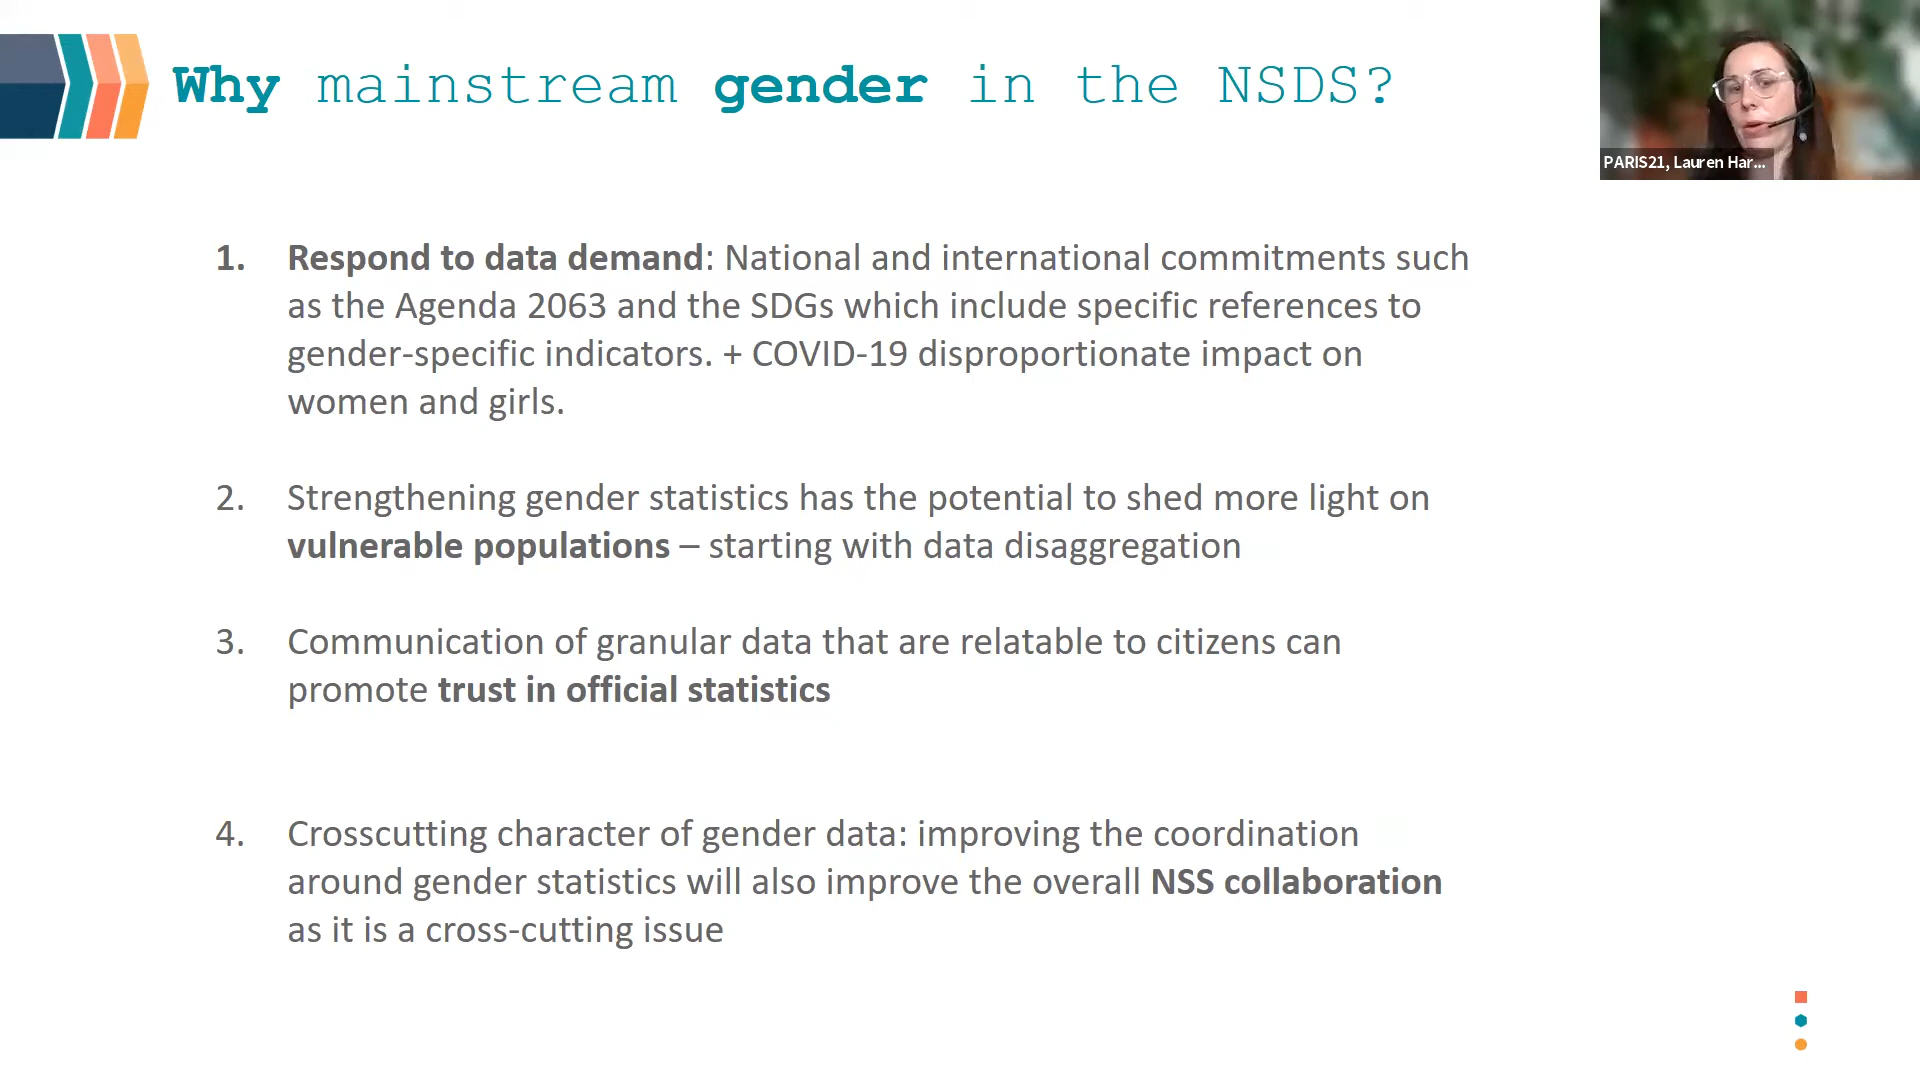 Why mainstream gender in the NSDS?
PARIS21, Lauren Har...
1. Respond to data demand: National and international commitments such
as the Agenda 2063 and the SDGs which include specific references to
gender-specific indicators. + COVID-19 disproportionate impact on
women and girls.
2. Strengthening gender statistics has the potential to shed more light on
vulnerable populations – starting with data disaggregation
3. Communication of granular data that are relatable to citizens can
promote trust in official statistics
4. Crosscutting character of gender data: improving the coordination
around gender statistics will also improve the overall NSS collaboration
as it is a cross-cutting issue